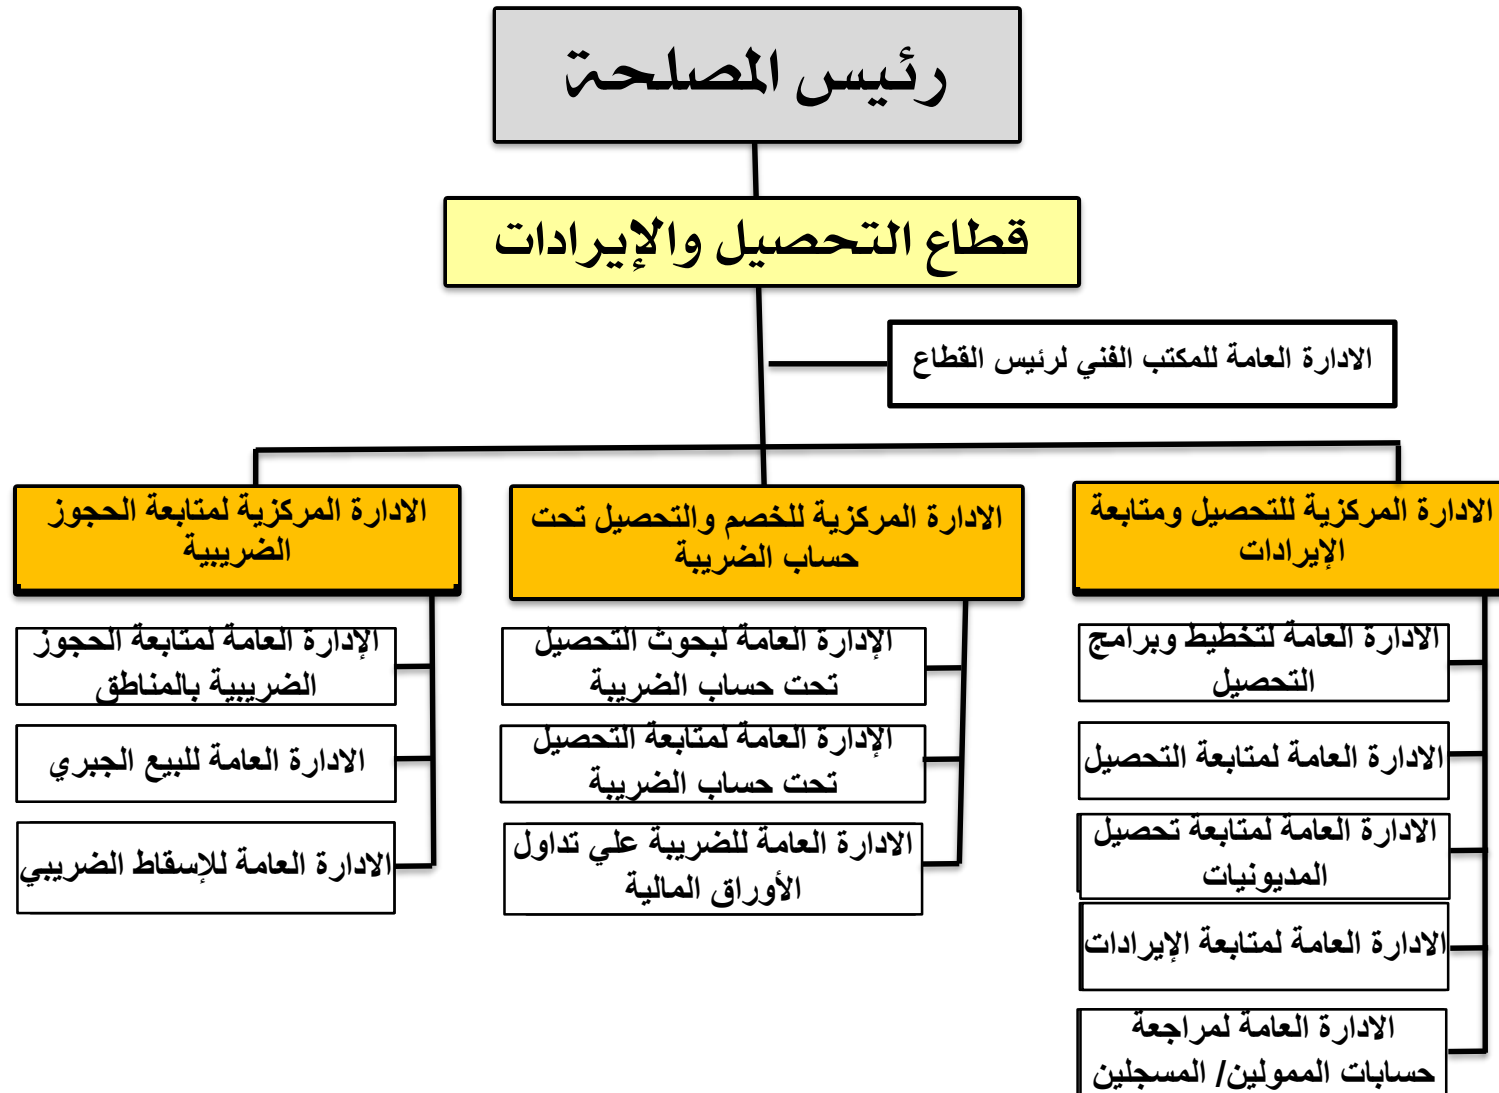 رئيس المصلحة
قطاع التحصيل والإيرادات
الادارة العامة للمكتب الفني لرئيس القطاع
الادارة المركزية للتحصيل ومتابعة
الإيرادات
الادارة العامة لتخطيط وبرامج
التحصيل
الادارة العامة لمتابعة التحصيل
الادارة العامة لمتابعة تحصيل
المديونيات
الادارة العامة لمتابعة الإيرادات
الادارة العامة لمراجعة
حسابات الممولين/ المسجلين
الادارة المركزية للخصم والتحصيل تحت
حساب الضريبة
الإدارة العامة لبحوث التحصيل
تحت حساب الضريبة
الإدارة العامة لمتابعة التحصيل
تحت حساب الضريبة
الادارة العامة للضريبة علي تداول
الأوراق المالية
الادارة المركزية لمتابعة الحجوز
الضريبية
الإدارة العامة لمتابعة الحجوز
الضريبية بالمناطق
الادارة العامة للبيع الجبري
الادارة العامة للإسقاط الضريبي